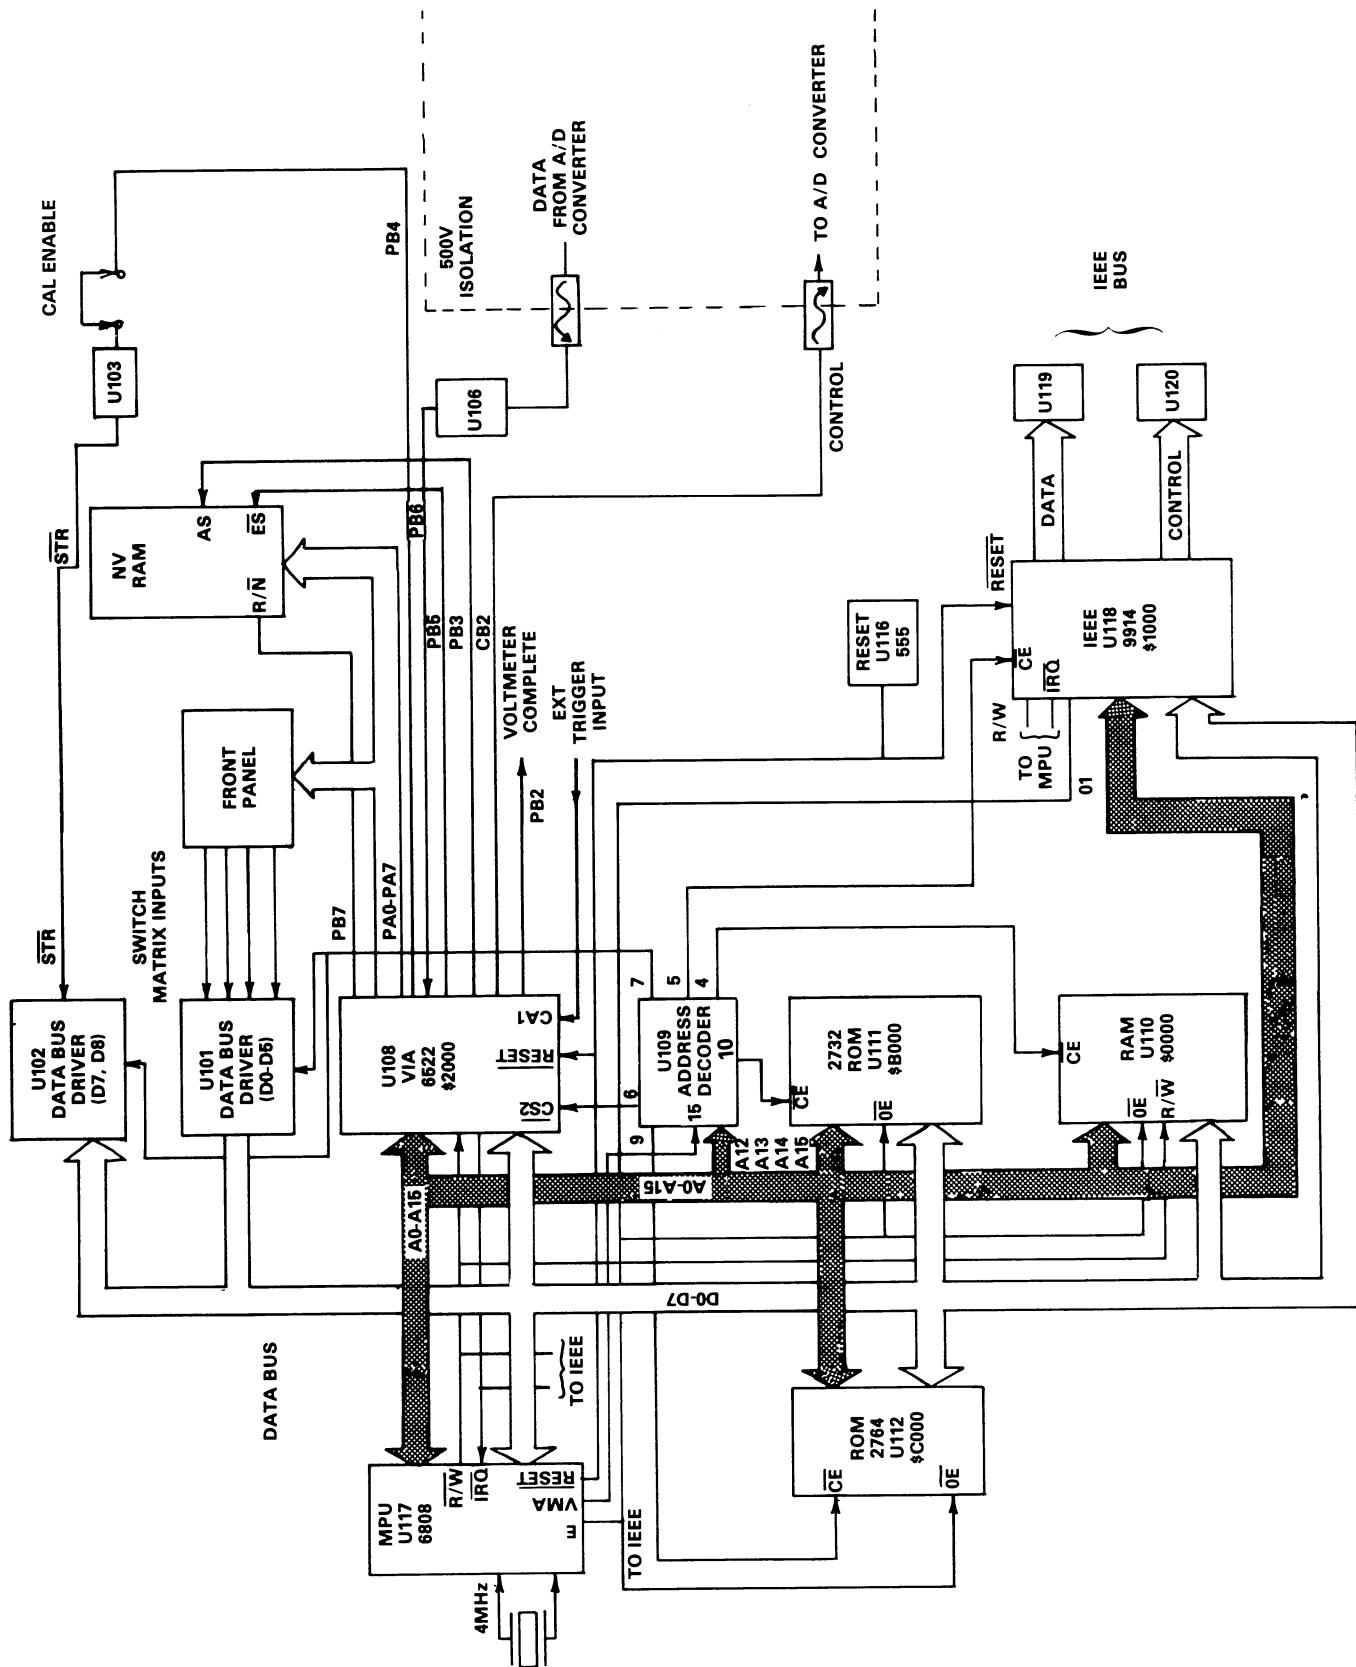 CAL ENABLE
U103
PB4
500V
ISOLATION
DATA
FROM A/D
CONVERTER
TO A/D CONVERTER
CONTROL
U106
PB6
IEEE
BUS
U119
U120
DATA
CONTROL
STR
NV
RAM
AS
ES
R/N
PB5
PB3
CB2
VOLTMETER
COMPLETE
PB2
EXT
TRIGGER
INPUT
RESET
U116
555
RESET
CE
IRQ
R/W
TO
MPU
IEEE
U118
9914
$1000
01
FRONT
PANEL
SWITCH
MATRIX INPUTS
PB7
PA0-PA7
STR
U102
DATA BUS
DRIVER
(D7, D8)
U101
DATA BUS
DRIVER
(D0-D5)
U108
VIA
6522
$2000
CA1
RESET
CS2
7
5
4
6
9
15
10
U109
ADDRESS
DECODER
A12
A13
A14
A15
2732
ROM
U111
$B000
CE
OE
RAM
U110
$0000
CE
OE
R/W
A0-A15
A0-A15
D0-D7
DATA BUS
TO IEEE
MPU
U117
6808
R/W
IRQ
RESET
VMA
E
4MHz
TO IEEE
ROM
2764
U112
$C000
CE
OE